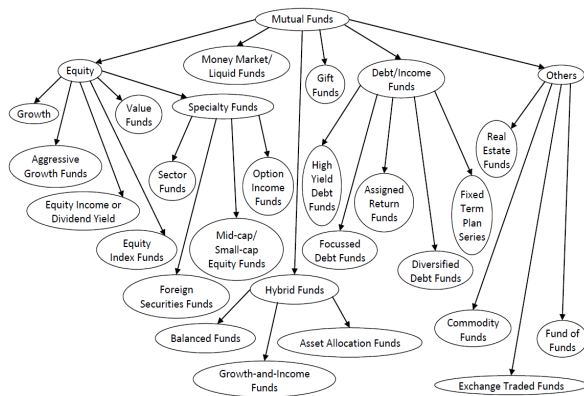 Mutual Funds
Equity
Money Market/
Liquid Funds
Gift
Funds
Debt/Income
Funds
Others
Growth
Value
Funds
Specialty Funds
Aggressive
Growth Funds
Equity Income or
Dividend Yield
Equity
Index Funds
Sector
Funds
Foreign
Securities Funds
Mid-cap/
Small-cap
Equity Funds
Option
Income
Funds
High
Yield
Debt
Funds
Focussed
Debt Funds
Assigned
Return
Funds
Diversified
Debt Funds
Fixed
Term
Plan
Series
Real
Estate
Funds
Commodity
Funds
Exchange Traded Funds
Fund of
Funds
Hybrid Funds
Balanced Funds
Growth-and-Income
Funds
Asset Allocation Funds